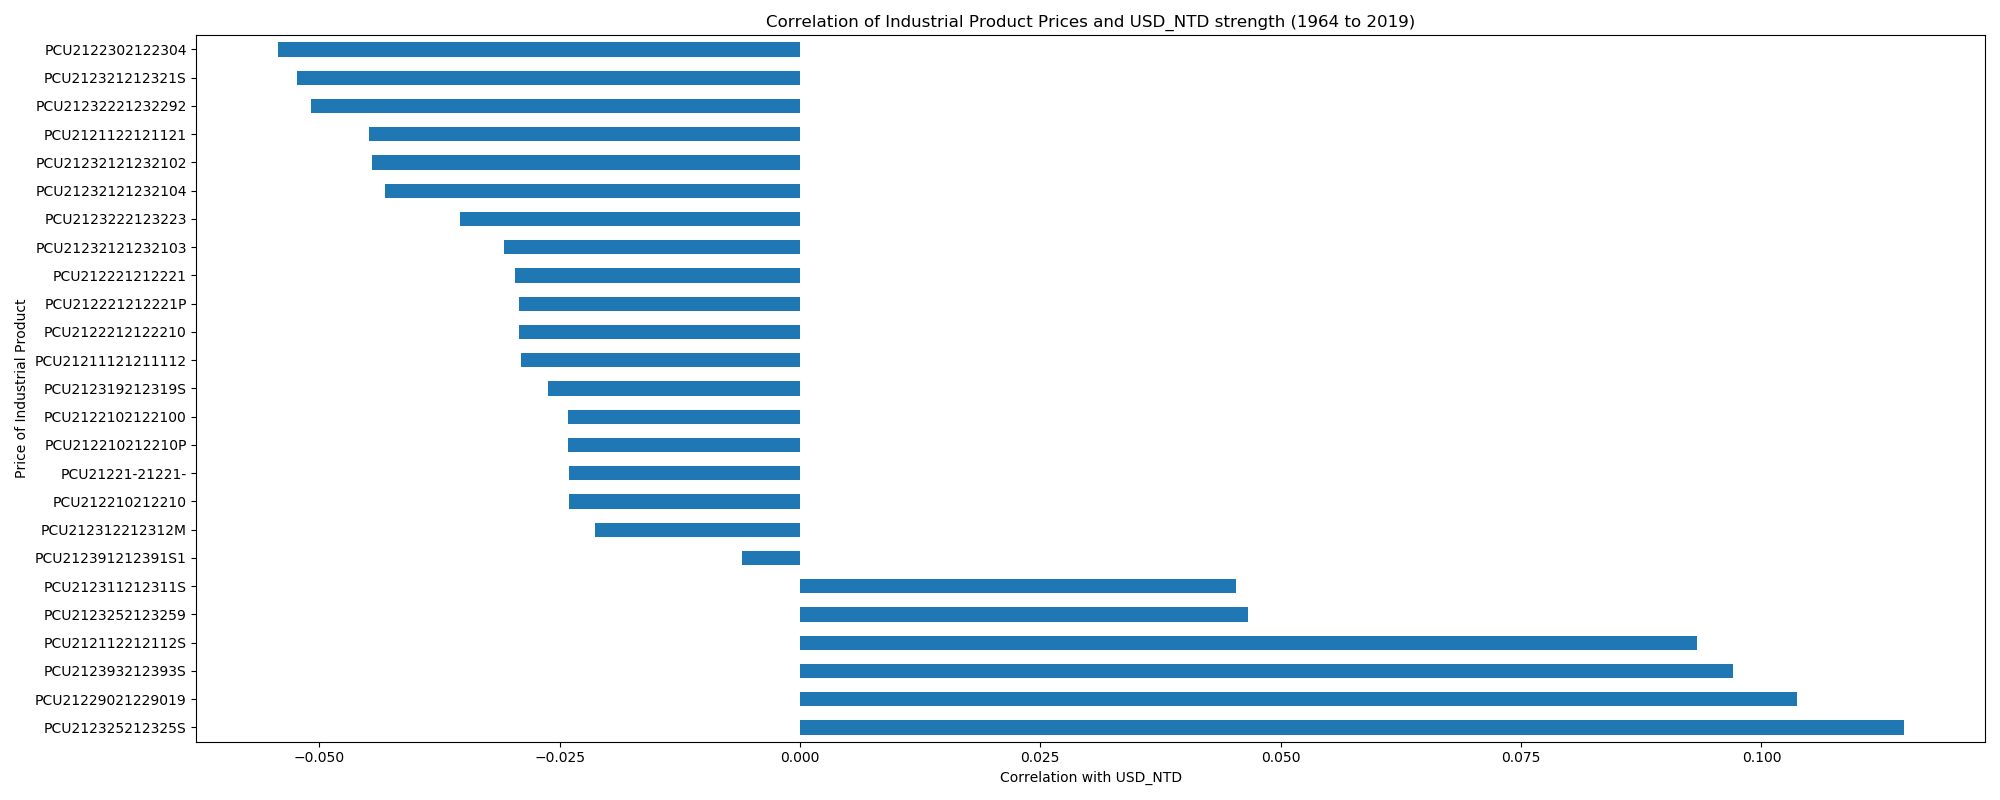 Correlation of Industrial Product Prices and USD_NTD strength (1964 to 2019)
Price of Industrial Product
PCU2122302122304
PCU212321212321S
PCU21232221232292
PCU2121122121121
PCU21232121232102
PCU21232121232104
PCU2123222123223
PCU21232121232103
PCU212221212221
PCU212221212221P
PCU2122212122210
PCU21211121211112
PCU212319212319S
PCU2122102122100
PCU212210212210P
PCU21221-21221-
PCU212210212210
PCU212312212312M
PCU212391212391S1
PCU212311212311S
PCU2123252123259
PCU212112212112S
PCU212393212393S
PCU21229021229019
PCU212325212325S
−0.050 −0.025 0.000 0.025 0.050 0.075 0.100
Correlation with USD_NTD